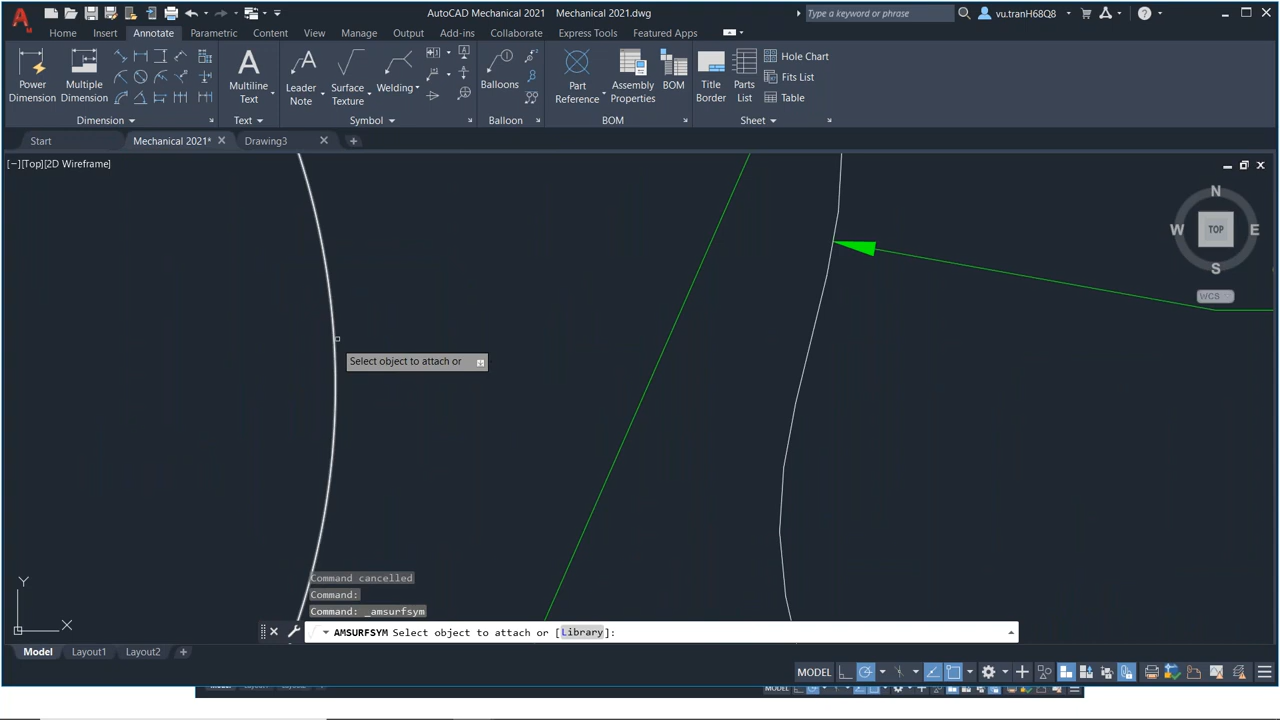 AutoCAD Mechanical 2021 Mechanical 2021.dwg
Type a keyword or phrase
vu.tranH68Q8
Home Insert Annotate Parametric Content View Manage Output Add-ins Collaborate Express Tools Featured Apps
Power Dimension
Multiple Dimension
Multiline Text
Leader Note
Surface Texture
Welding
Balloons
Part Reference
Assembly Properties
BOM
Title Border
Parts List
Hole Chart
Fits List
Table
Dimension Text Symbol Balloon BOM Sheet
Start Mechanical 2021* Drawing3
[−][Top][2D Wireframe]
N
W TOP E
S
WCS
Select object to attach or
Command cancelled
Command:
Command: _amsurfsym
Y
X
AMSURFSYM Select object to attach or [Library]:
Model Layout1 Layout2
MODEL